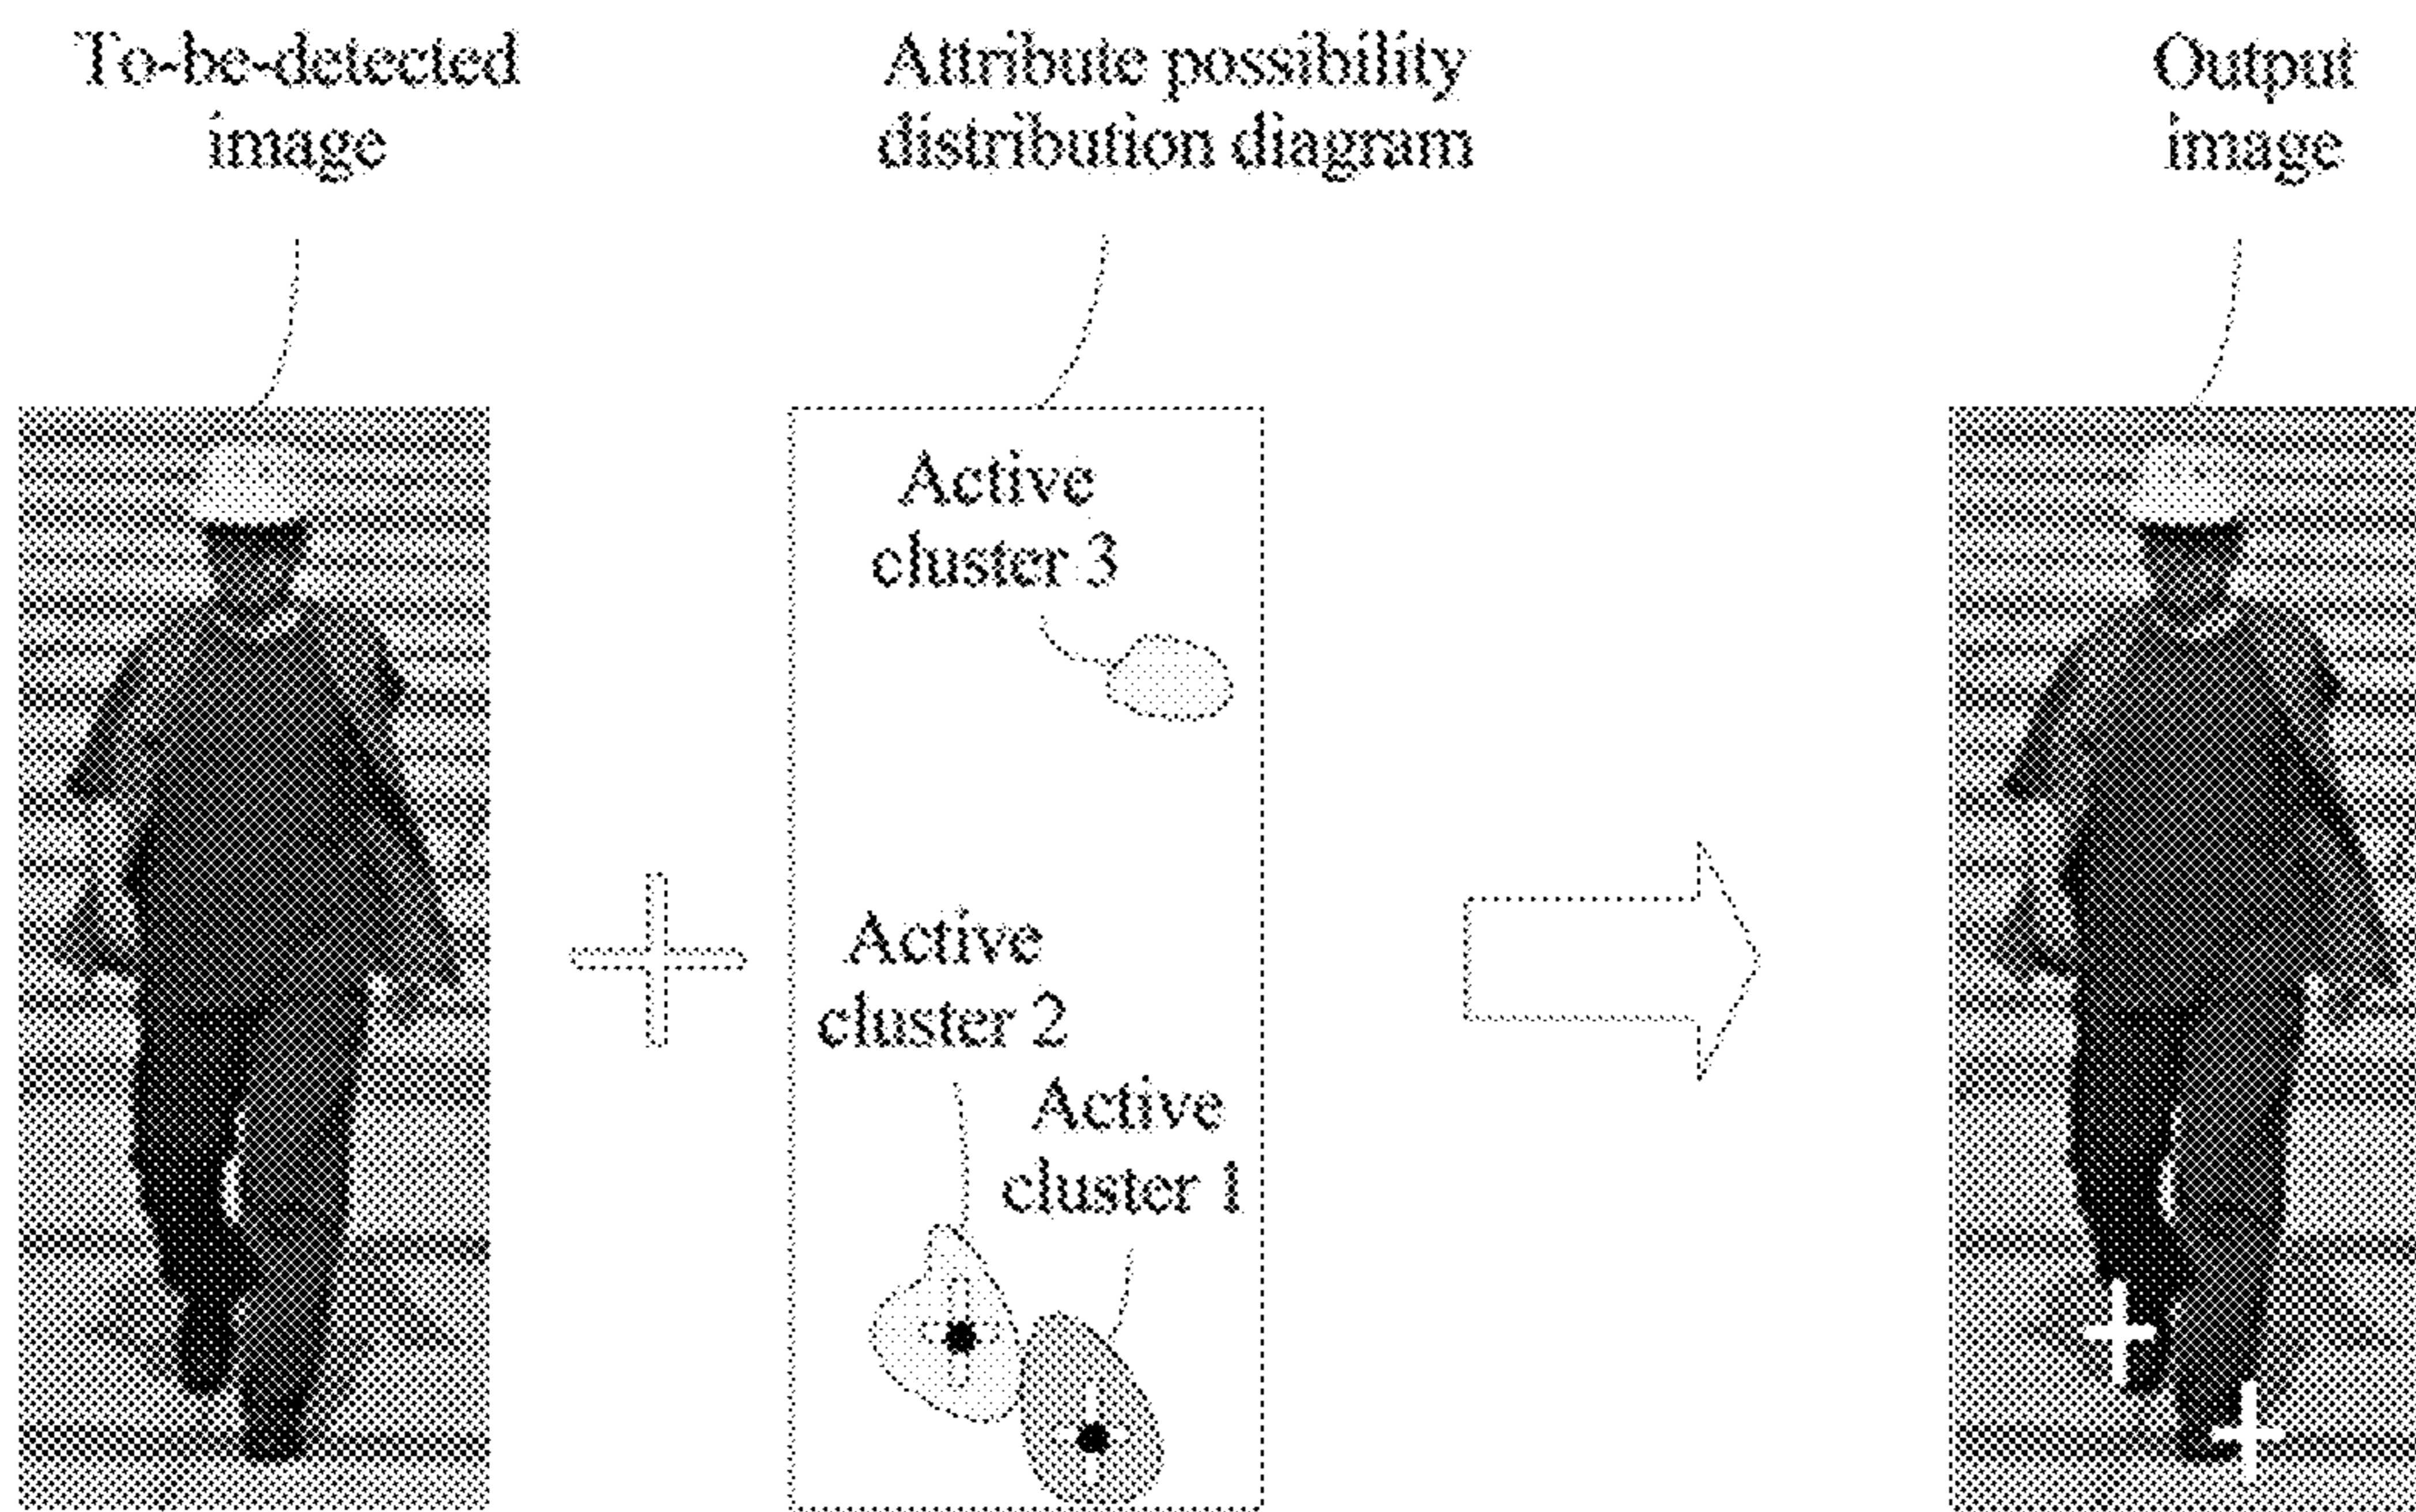 To-be-detected
image
Attribute possibility
distribution diagram
Output
image
Active
cluster 3
Active
cluster 2
Active
cluster 1